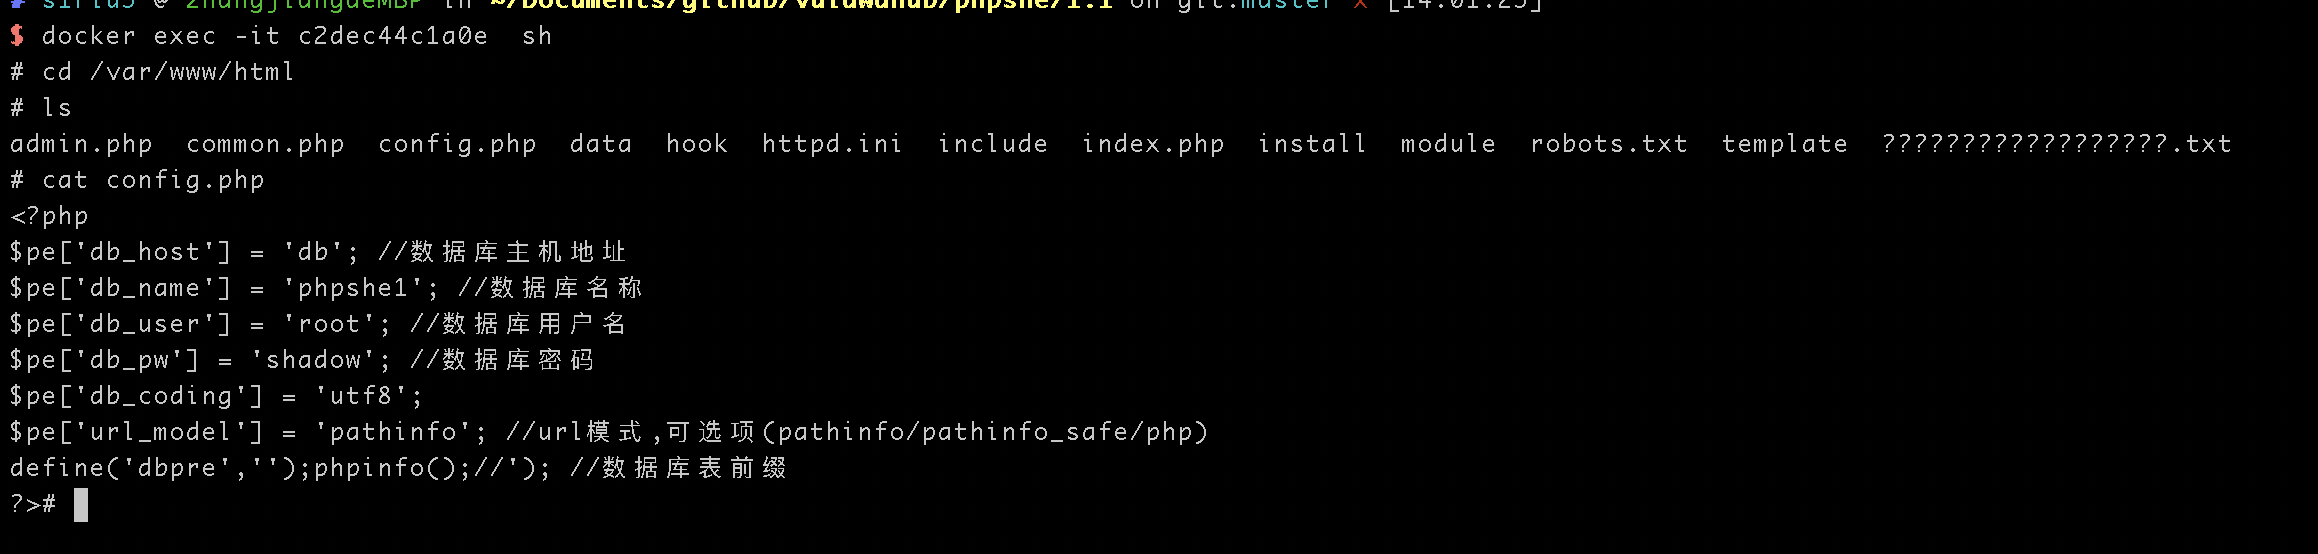 # sirius @ zhangjiangdeMBP in ~/Documents/github/vuldwuhub/phpshe/1.1 on git:master x [14:01:25]
$ docker exec -it c2dec44c1a0e  sh
# cd /var/www/html
# ls
admin.php  common.php  config.php  data  hook  httpd.ini  include  index.php  install  module  robots.txt  template  ??????????????????.txt
# cat config.php
<?php
$pe['db_host'] = 'db'; //数据库主机地址
$pe['db_name'] = 'phpshe1'; //数据库名称
$pe['db_user'] = 'root'; //数据库用户名
$pe['db_pw'] = 'shadow'; //数据库密码
$pe['db_coding'] = 'utf8';
$pe['url_model'] = 'pathinfo'; //url模式,可选项(pathinfo/pathinfo_safe/php)
define('dbpre','');phpinfo();//'); //数据库表前缀
?>#